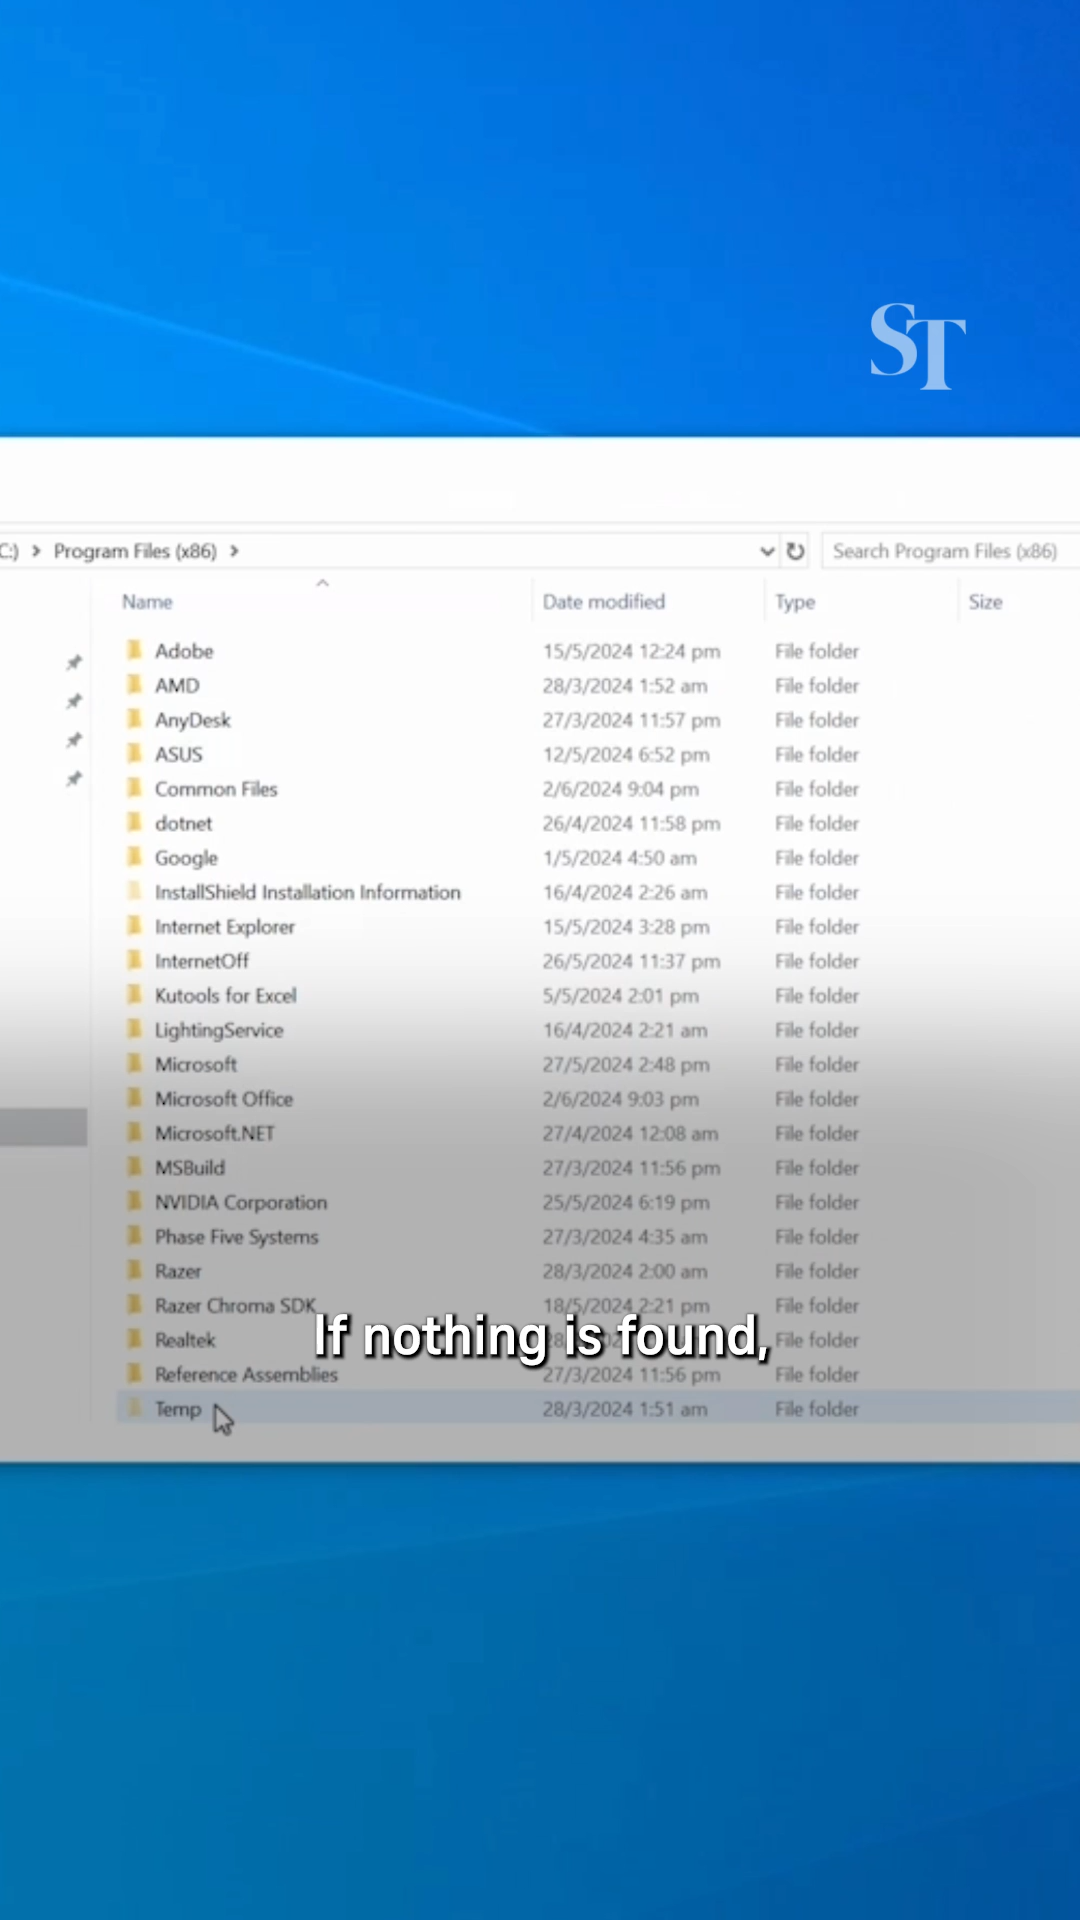 ST
C:) > Program Files (x86) >
Search Program Files (x86)
Name Date modified Type Size
Adobe 15/5/2024 12:24 pm File folder
AMD 28/3/2024 1:52 am File folder
AnyDesk 27/3/2024 11:57 pm File folder
ASUS 12/5/2024 6:52 pm File folder
Common Files 2/6/2024 9:04 pm File folder
dotnet 26/4/2024 11:58 pm File folder
Google 1/5/2024 4:50 am File folder
InstallShield Installation Information 16/4/2024 2:26 am File folder
Internet Explorer 15/5/2024 3:28 pm File folder
InternetOff 26/5/2024 11:37 pm File folder
Kutools for Excel 5/5/2024 2:01 pm File folder
LightingService 16/4/2024 2:21 am File folder
Microsoft 27/5/2024 2:48 pm File folder
Microsoft Office 2/6/2024 9:03 pm File folder
Microsoft.NET 27/4/2024 12:08 am File folder
MSBuild 27/3/2024 11:56 pm File folder
NVIDIA Corporation 25/5/2024 6:19 pm File folder
Phase Five Systems 27/3/2024 4:35 am File folder
Razer 28/3/2024 2:00 am File folder
Razer Chroma SDK 18/5/2024 2:21 pm File folder
If nothing is found,
Realtek File folder
Reference Assemblies 27/3/2024 11:56 pm File folder
Temp 28/3/2024 1:51 am File folder